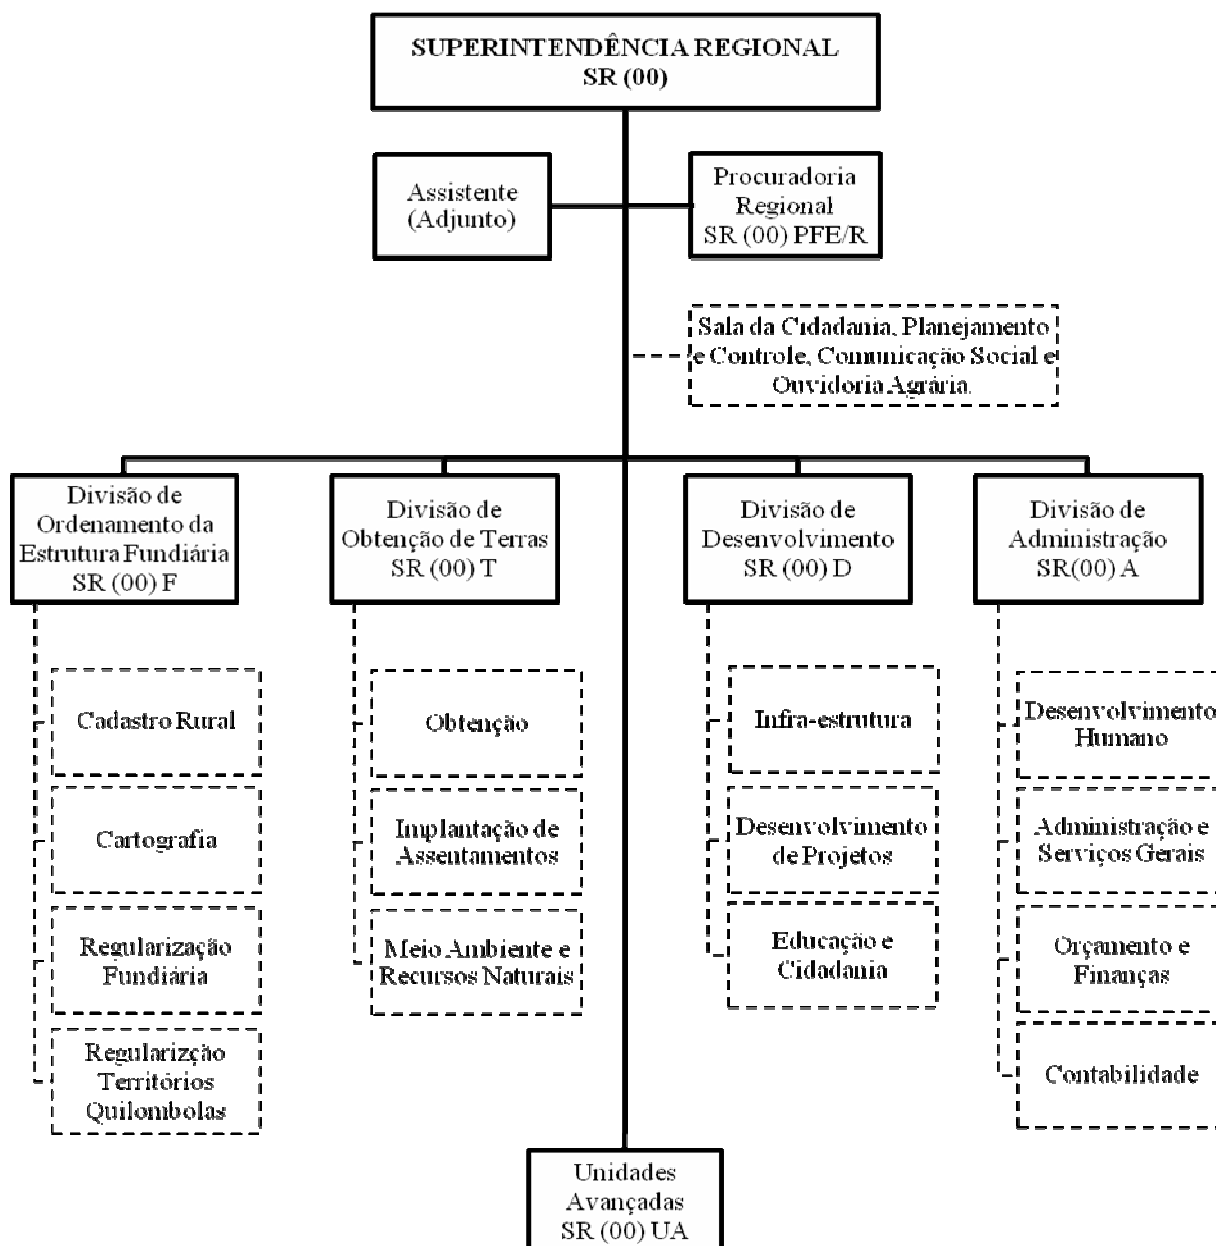 SUPERINTENDÊNCIA REGIONAL
SR (00)
Assistente
(Adjunto)
Procuradoria
Regional
SR (00) PFE/R
Sala da Cidadania, Planejamento
e Controle, Comunicação Social e
Ouvidoria Agrária.
Divisão de
Ordenamento da
Estrutura Fundiária
SR (00) F
Divisão de
Obtenção de Terras
SR (00) T
Divisão de
Desenvolvimento
SR (00) D
Divisão de
Administração
SR(00) A
Cadastro Rural
Cartografia
Regularização
Fundiária
Regularizção
Territórios
Quilombolas
Obtenção
Implantação de
Assentamentos
Meio Ambiente e
Recursos Naturais
Infra-estrutura
Desenvolvimento
de Projetos
Educação e
Cidadania
Desenvolvimento
Humano
Administração e
Serviços Gerais
Orçamento e
Finanças
Contabilidade
Unidades
Avançadas
SR (00) UA